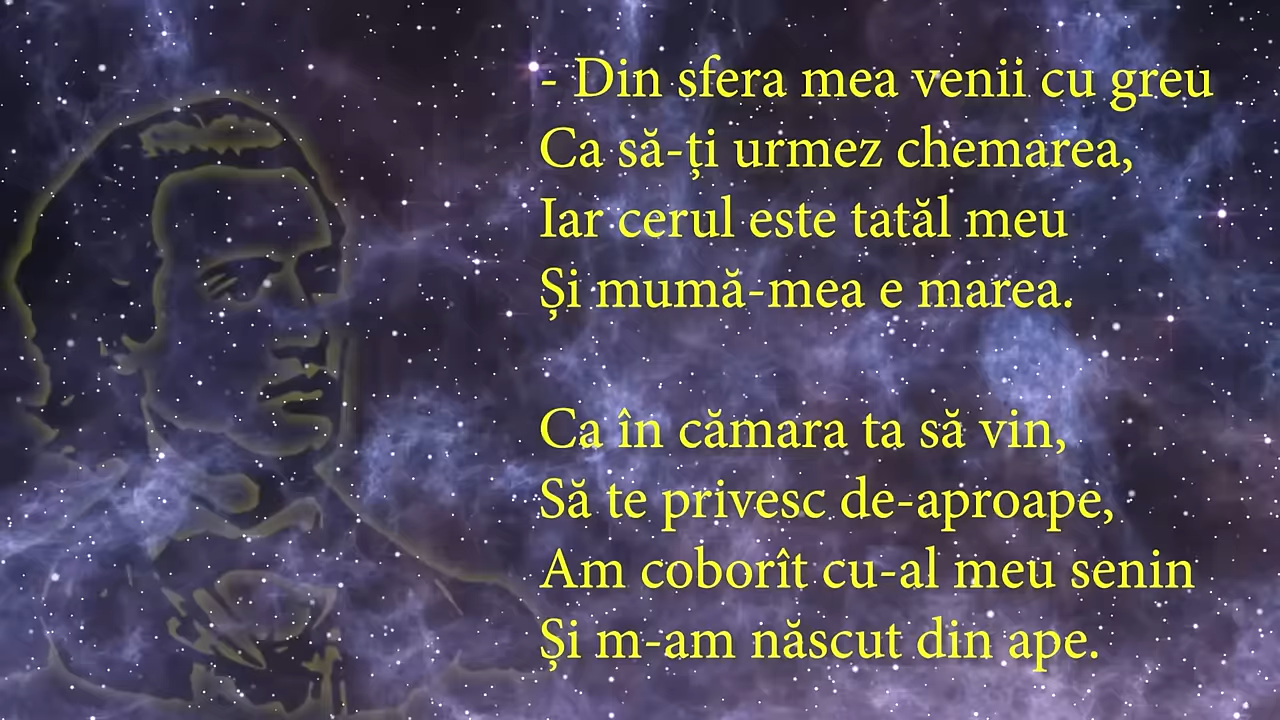 - Din sfera mea venii cu greu
Ca să-ți urmez chemarea,
Iar cerul este tatăl meu
Și mumă-mea e marea.
Ca în cămara ta să vin,
Să te privesc de-aproape,
Am coborît cu-al meu senin
Și m-am născut din ape.